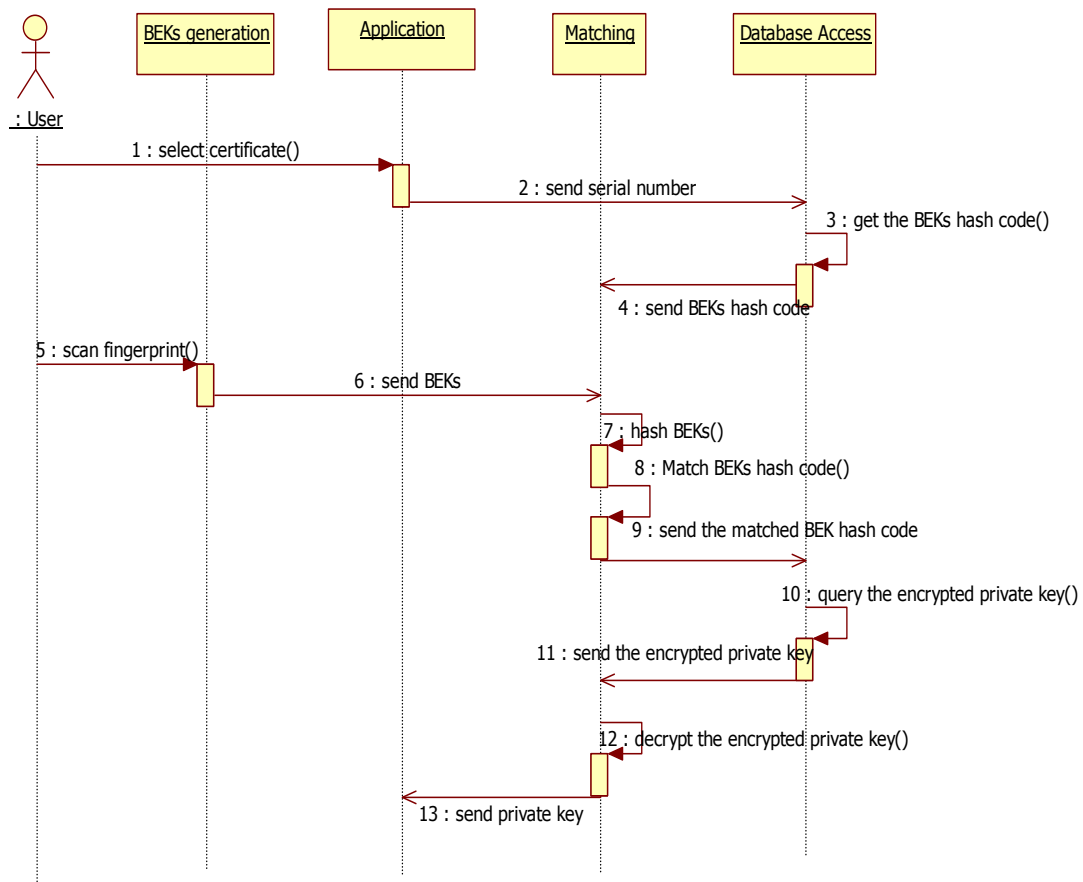 BEKs generation
Application
Matching
Database Access
: User
1 : select certificate()
2 : send serial number
3 : get the BEKs hash code()
4 : send BEKs hash code
5 : scan fingerprint()
6 : send BEKs
7 : hash BEKs()
8 : Match BEKs hash code()
9 : send the matched BEK hash code
10 : query the encrypted private key()
11 : send the encrypted private key
12 : decrypt the encrypted private key()
13 : send private key